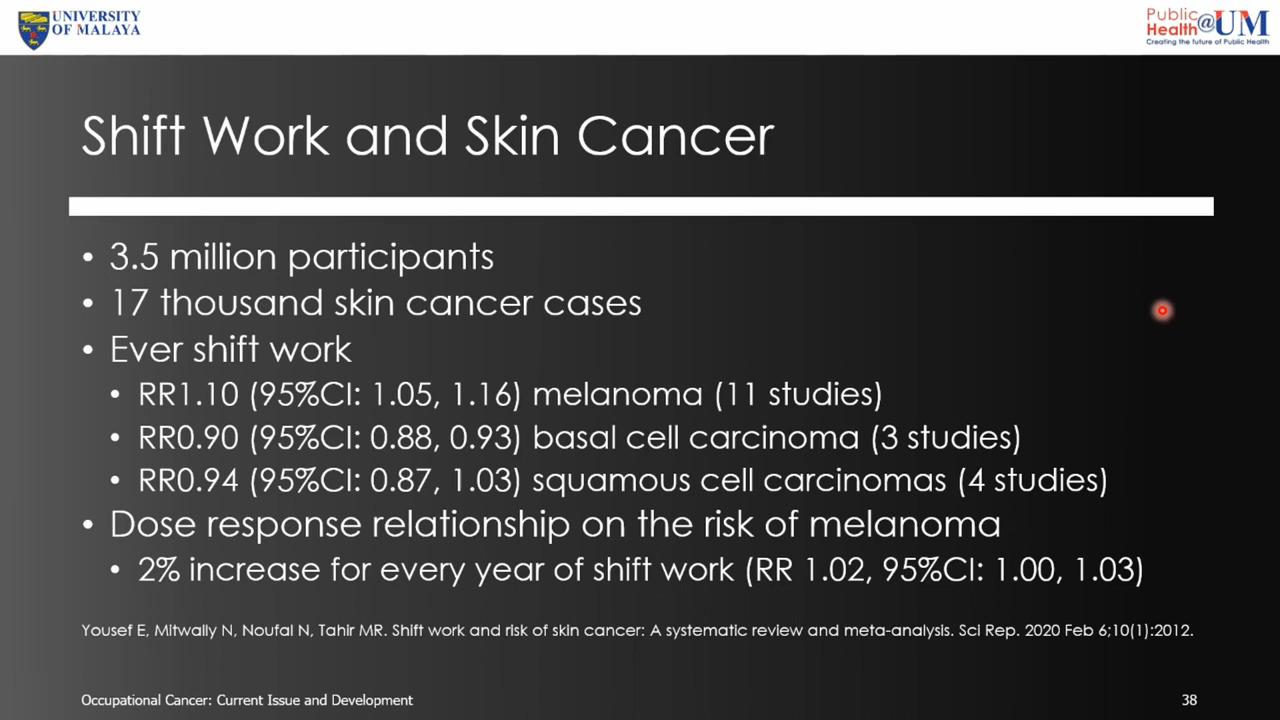 UNIVERSITY
OF MALAYA
Public
Health@UM
Creating the future of Public Health
Shift Work and Skin Cancer
• 3.5 million participants
• 17 thousand skin cancer cases
• Ever shift work
• RR1.10 (95%CI: 1.05, 1.16) melanoma (11 studies)
• RR0.90 (95%CI: 0.88, 0.93) basal cell carcinoma (3 studies)
• RR0.94 (95%CI: 0.87, 1.03) squamous cell carcinomas (4 studies)
• Dose response relationship on the risk of melanoma
• 2% increase for every year of shift work (RR 1.02, 95%CI: 1.00, 1.03)
Yousef E, Mitwally N, Noufal N, Tahir MR. Shift work and risk of skin cancer: A systematic review and meta-analysis. Sci Rep. 2020 Feb 6;10(1):2012.
Occupational Cancer: Current Issue and Development
38